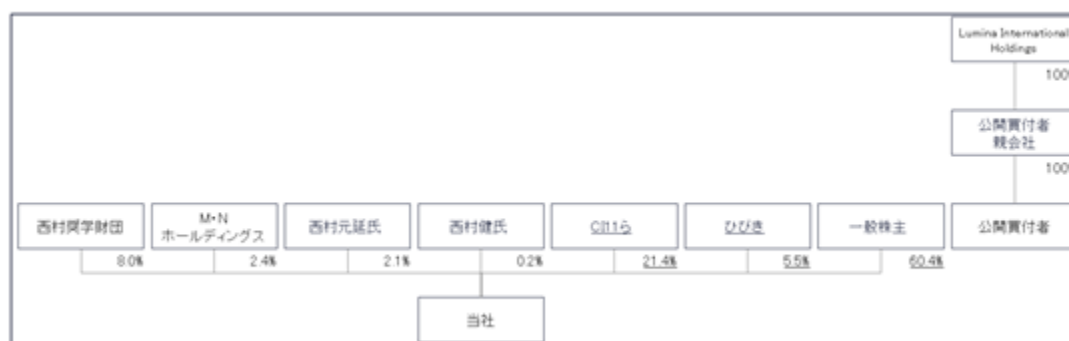 Lumina International
Holdings
100%
公開買付者
親会社
100%
西村奨学財団
M・N
ホールディングス
西村元延氏
西村健氏
CI11ら
ひびき
一般株主
公開買付者
8.0%
2.4%
2.1%
0.2%
21.4%
5.5%
60.4%
当社